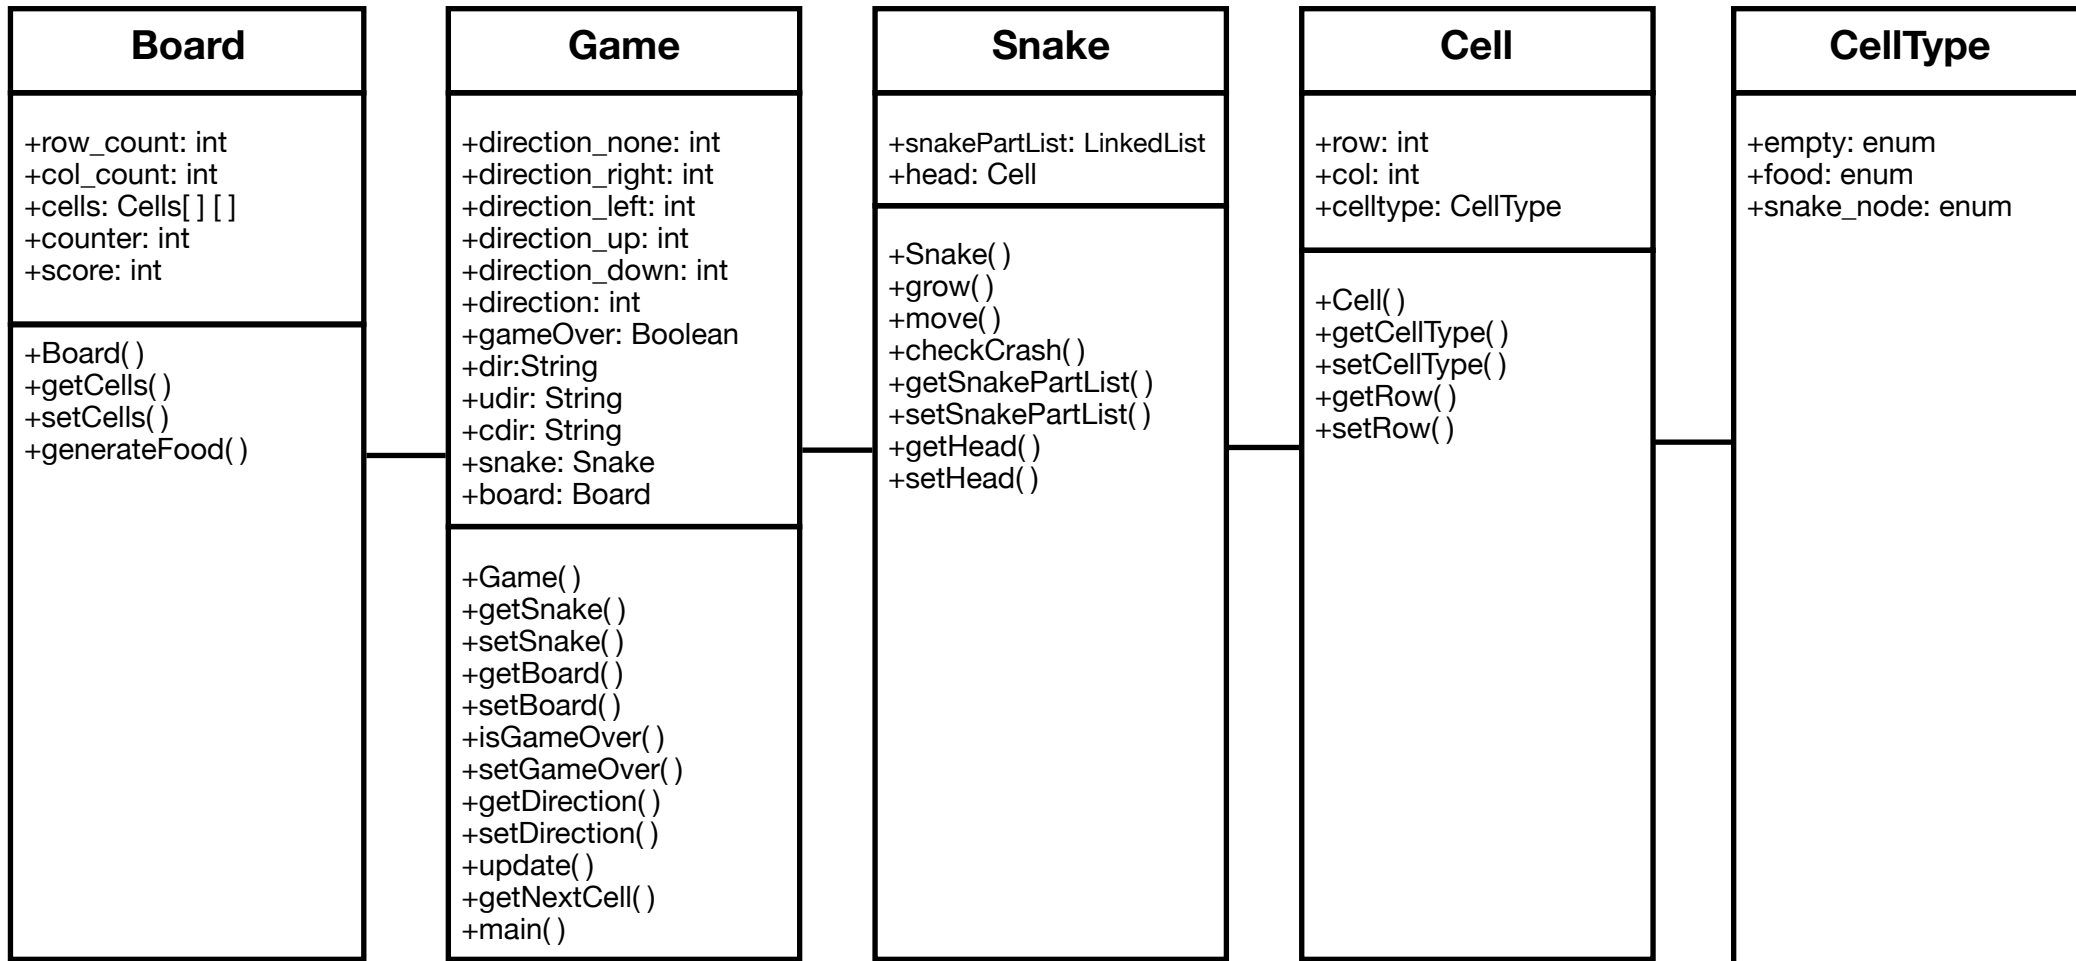 Board
+row_count: int
+col_count: int
+cells: Cells[ ] [ ]
+counter: int
+score: int
+Board( )
+getCells( )
+setCells( )
+generateFood( )
Game
+direction_none: int
+direction_right: int
+direction_left: int
+direction_up: int
+direction_down: int
+direction: int
+gameOver: Boolean
+dir:String
+udir: String
+cdir: String
+snake: Snake
+board: Board
+Game( )
+getSnake( )
+setSnake( )
+getBoard( )
+setBoard( )
+isGameOver( )
+setGameOver( )
+getDirection( )
+setDirection( )
+update( )
+getNextCell( )
+main( )
Snake
+snakePartList: LinkedList
+head: Cell
+Snake( )
+grow( )
+move( )
+checkCrash( )
+getSnakePartList( )
+setSnakePartList( )
+getHead( )
+setHead( )
Cell
+row: int
+col: int
+celltype: CellType
+Cell( )
+getCellType( )
+setCellType( )
+getRow( )
+setRow( )
CellType
+empty: enum
+food: enum
+snake_node: enum